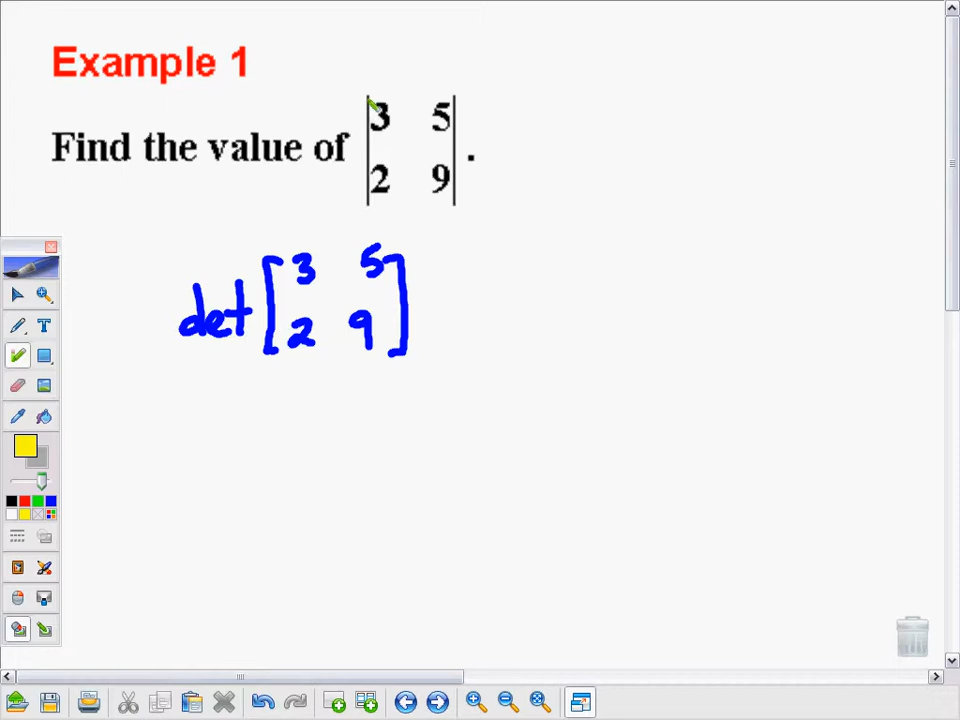 Example 1
3 5
Find the value of
2 9 .
det [ 3 5
2 9 ]